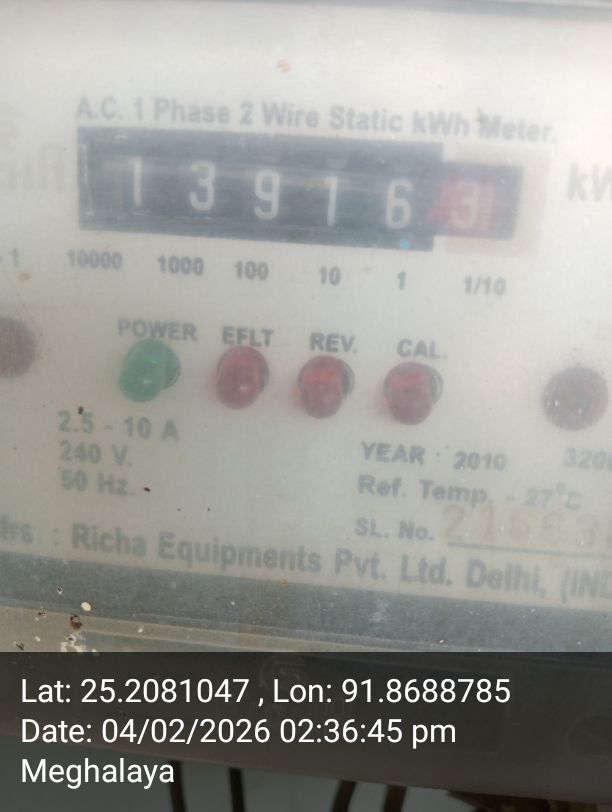 A.C. 1 Phase 2 Wire Static kWh Meter.
1 3 9 1 6 3
10000 1000 100 10 1 1/10
POWER EFLT REV. CAL.
2.5 - 10 A
240 V.
50 Hz.
YEAR : 2010
Ref. Temp. - 27°C
SL. No.
: Richa Equipments Pvt. Ltd. Delhi,
Lat: 25.2081047 , Lon: 91.8688785
Date: 04/02/2026 02:36:45 pm
Meghalaya